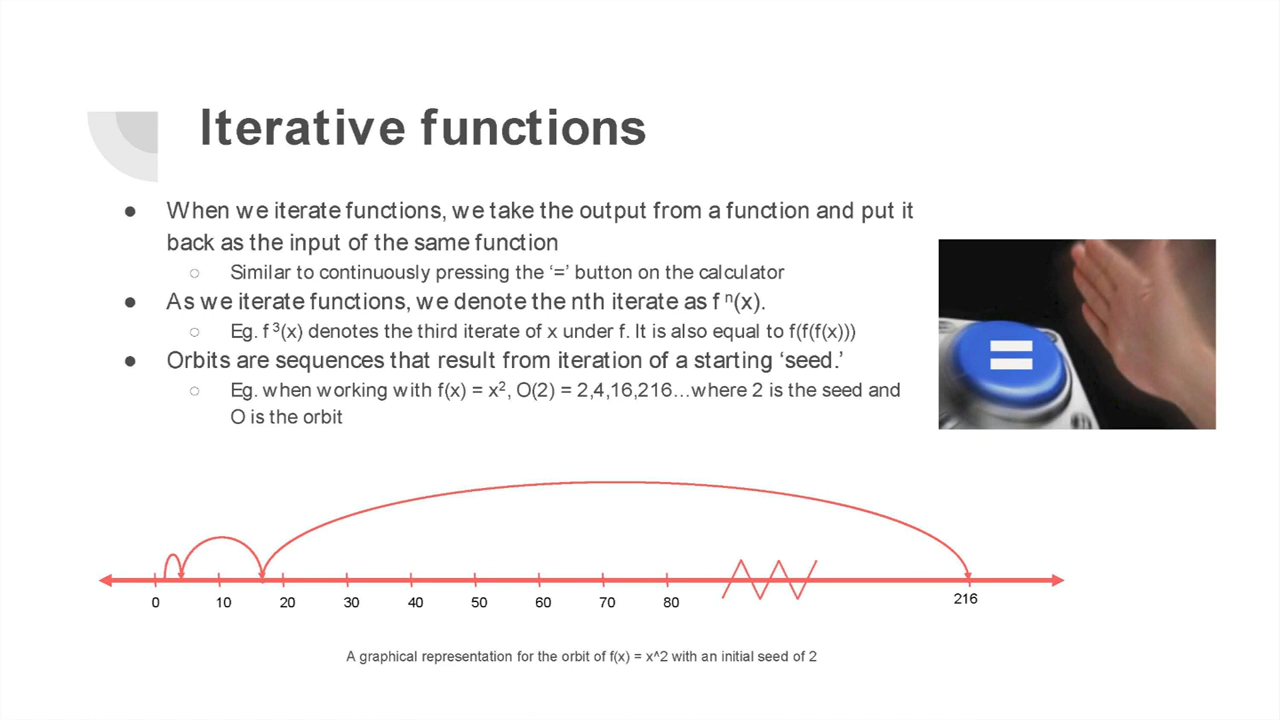 Iterative functions
● When we iterate functions, we take the output from a function and put it
back as the input of the same function
○ Similar to continuously pressing the ‘=’ button on the calculator
● As we iterate functions, we denote the nth iterate as f ⁿ(x).
○ Eg. f ³(x) denotes the third iterate of x under f. It is also equal to f(f(f(x)))
● Orbits are sequences that result from iteration of a starting ‘seed.’
○ Eg. when working with f(x) = x², O(2) = 2,4,16,216…where 2 is the seed and
O is the orbit
=
0 10 20 30 40 50 60 70 80 216
A graphical representation for the orbit of f(x) = x^2 with an initial seed of 2